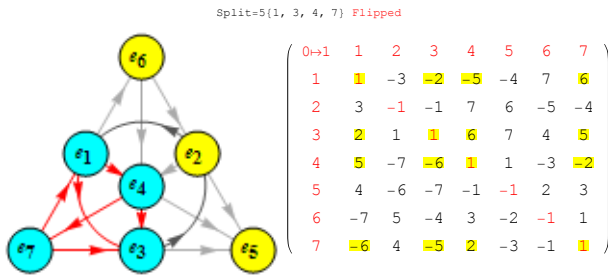 Split=5{1, 3, 4, 7} Flipped
e6
e1
e2
e4
e7
e3
e5
0↦1 1 2 3 4 5 6 7
1 1 -3 -2 -5 -4 7 6
2 3 -1 -1 7 6 -5 -4
3 2 1 1 6 7 4 5
4 5 -7 -6 1 1 -3 -2
5 4 -6 -7 -1 -1 2 3
6 -7 5 -4 3 -2 -1 1
7 -6 4 -5 2 -3 -1 1